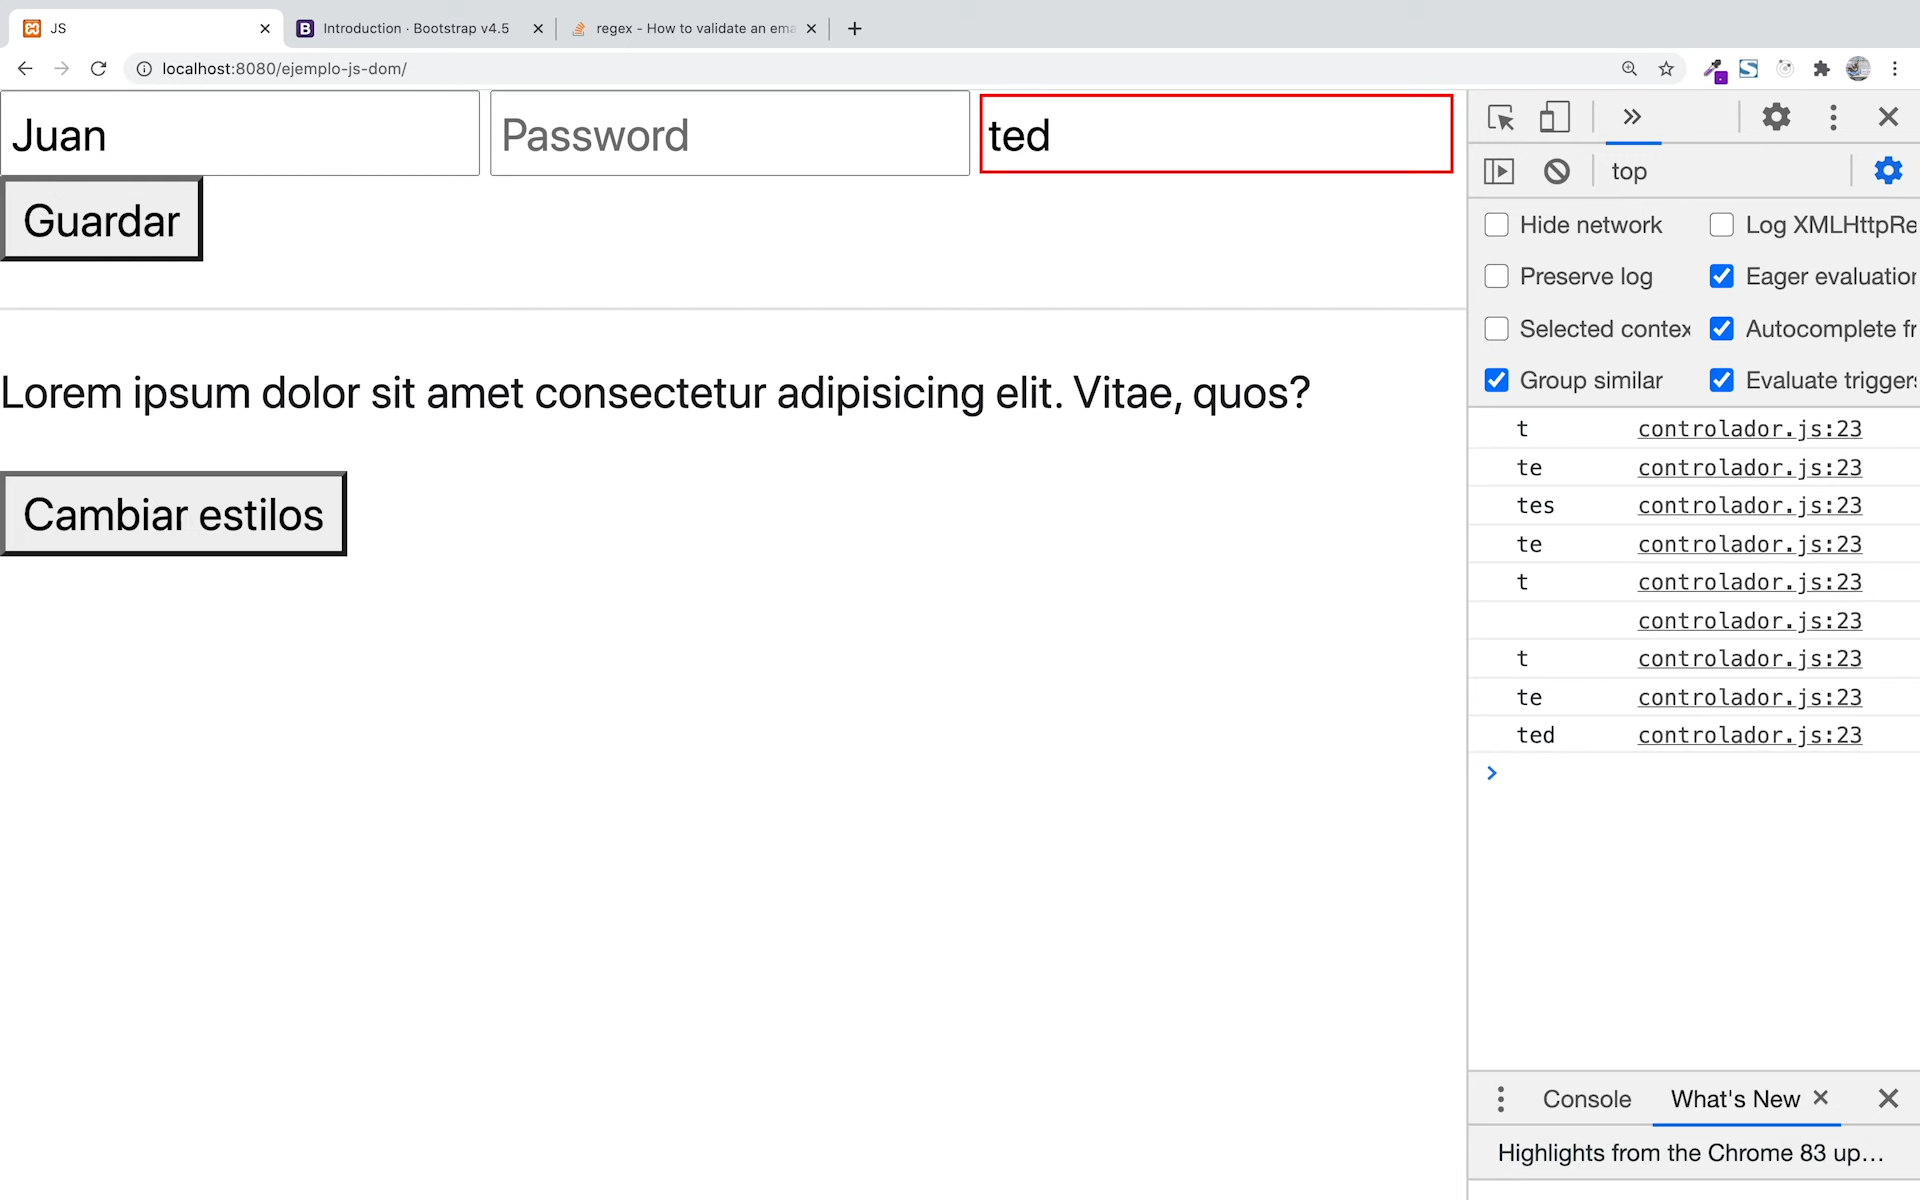 JS
Introduction · Bootstrap v4.5
regex - How to validate an ema
localhost:8080/ejemplo-js-dom/
Juan
Password
ted
Guardar
Lorem ipsum dolor sit amet consectetur adipisicing elit. Vitae, quos?
Cambiar estilos
top
Hide network
Log XMLHttpRe
Preserve log
Eager evaluation
Selected contex
Autocomplete fr
Group similar
Evaluate triggers
t controlador.js:23
te controlador.js:23
tes controlador.js:23
te controlador.js:23
t controlador.js:23
controlador.js:23
t controlador.js:23
te controlador.js:23
ted controlador.js:23
Console
What's New
Highlights from the Chrome 83 up…